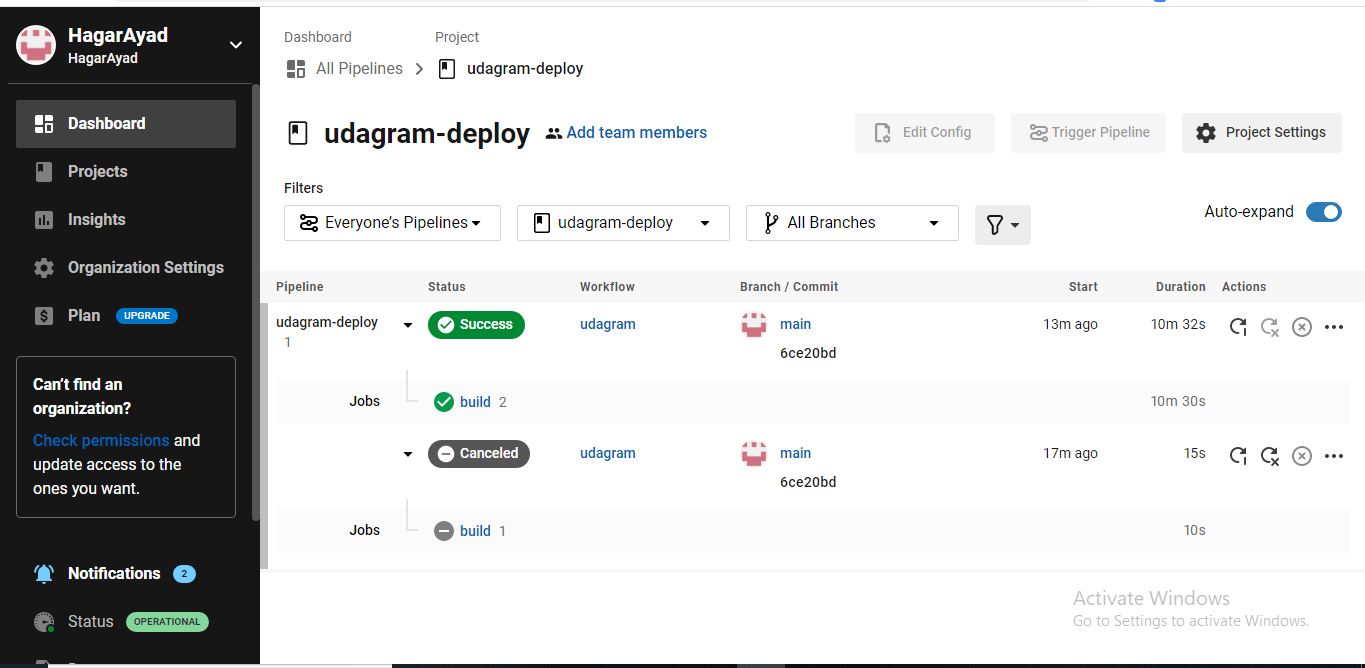 HagarAyad
HagarAyad
Dashboard
Projects
Insights
Organization Settings
Plan UPGRADE
Can't find an
organization?
Check permissions and
update access to the
ones you want.
Notifications 2
Status OPERATIONAL
Dashboard Project
All Pipelines udagram-deploy
udagram-deploy Add team members Edit Config Trigger Pipeline Project Settings
Filters
Everyone's Pipelines udagram-deploy All Branches Auto-expand
Pipeline Status Workflow Branch / Commit Start Duration Actions
udagram-deploy Success udagram main 13m ago 10m 32s
1
6ce20bd
Jobs build 2 10m 30s
Canceled udagram main 17m ago 15s
6ce20bd
Jobs build 1 10s
Activate Windows
Go to Settings to activate Windows.